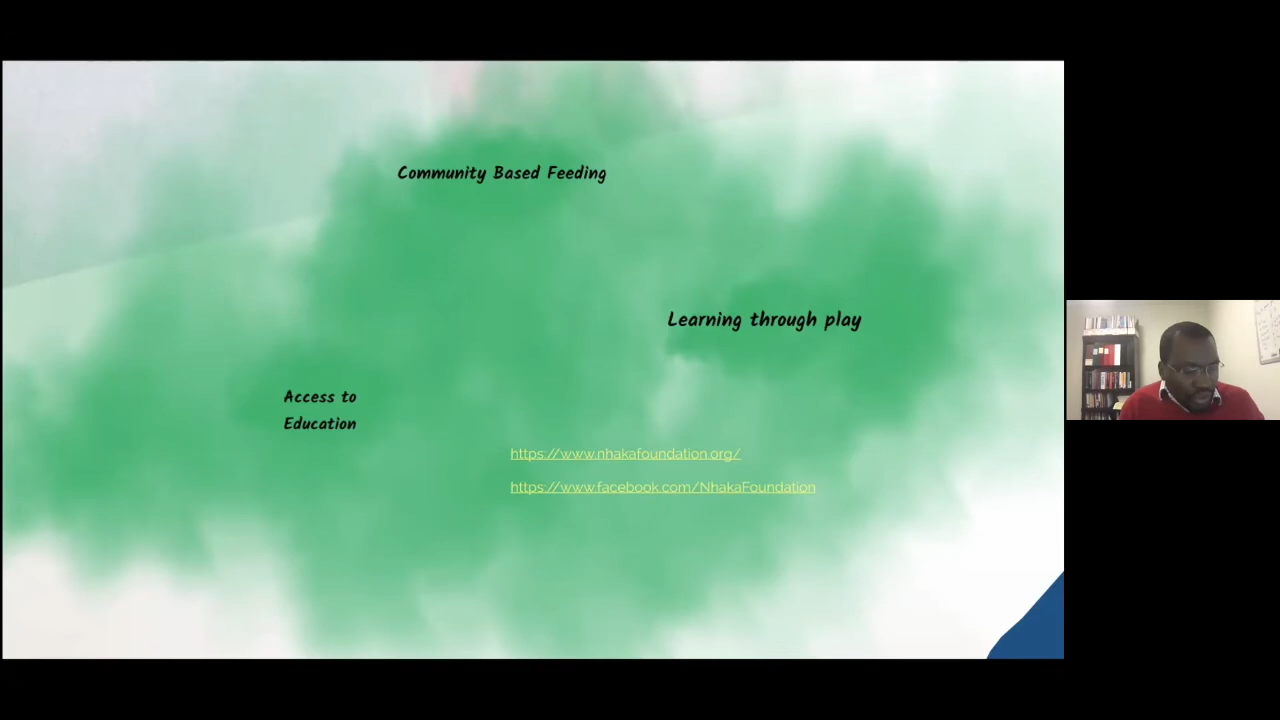 Community Based Feeding
Learning through play
Access to
Education
https://www.nhakafoundation.org/
https://www.facebook.com/NhakaFoundation